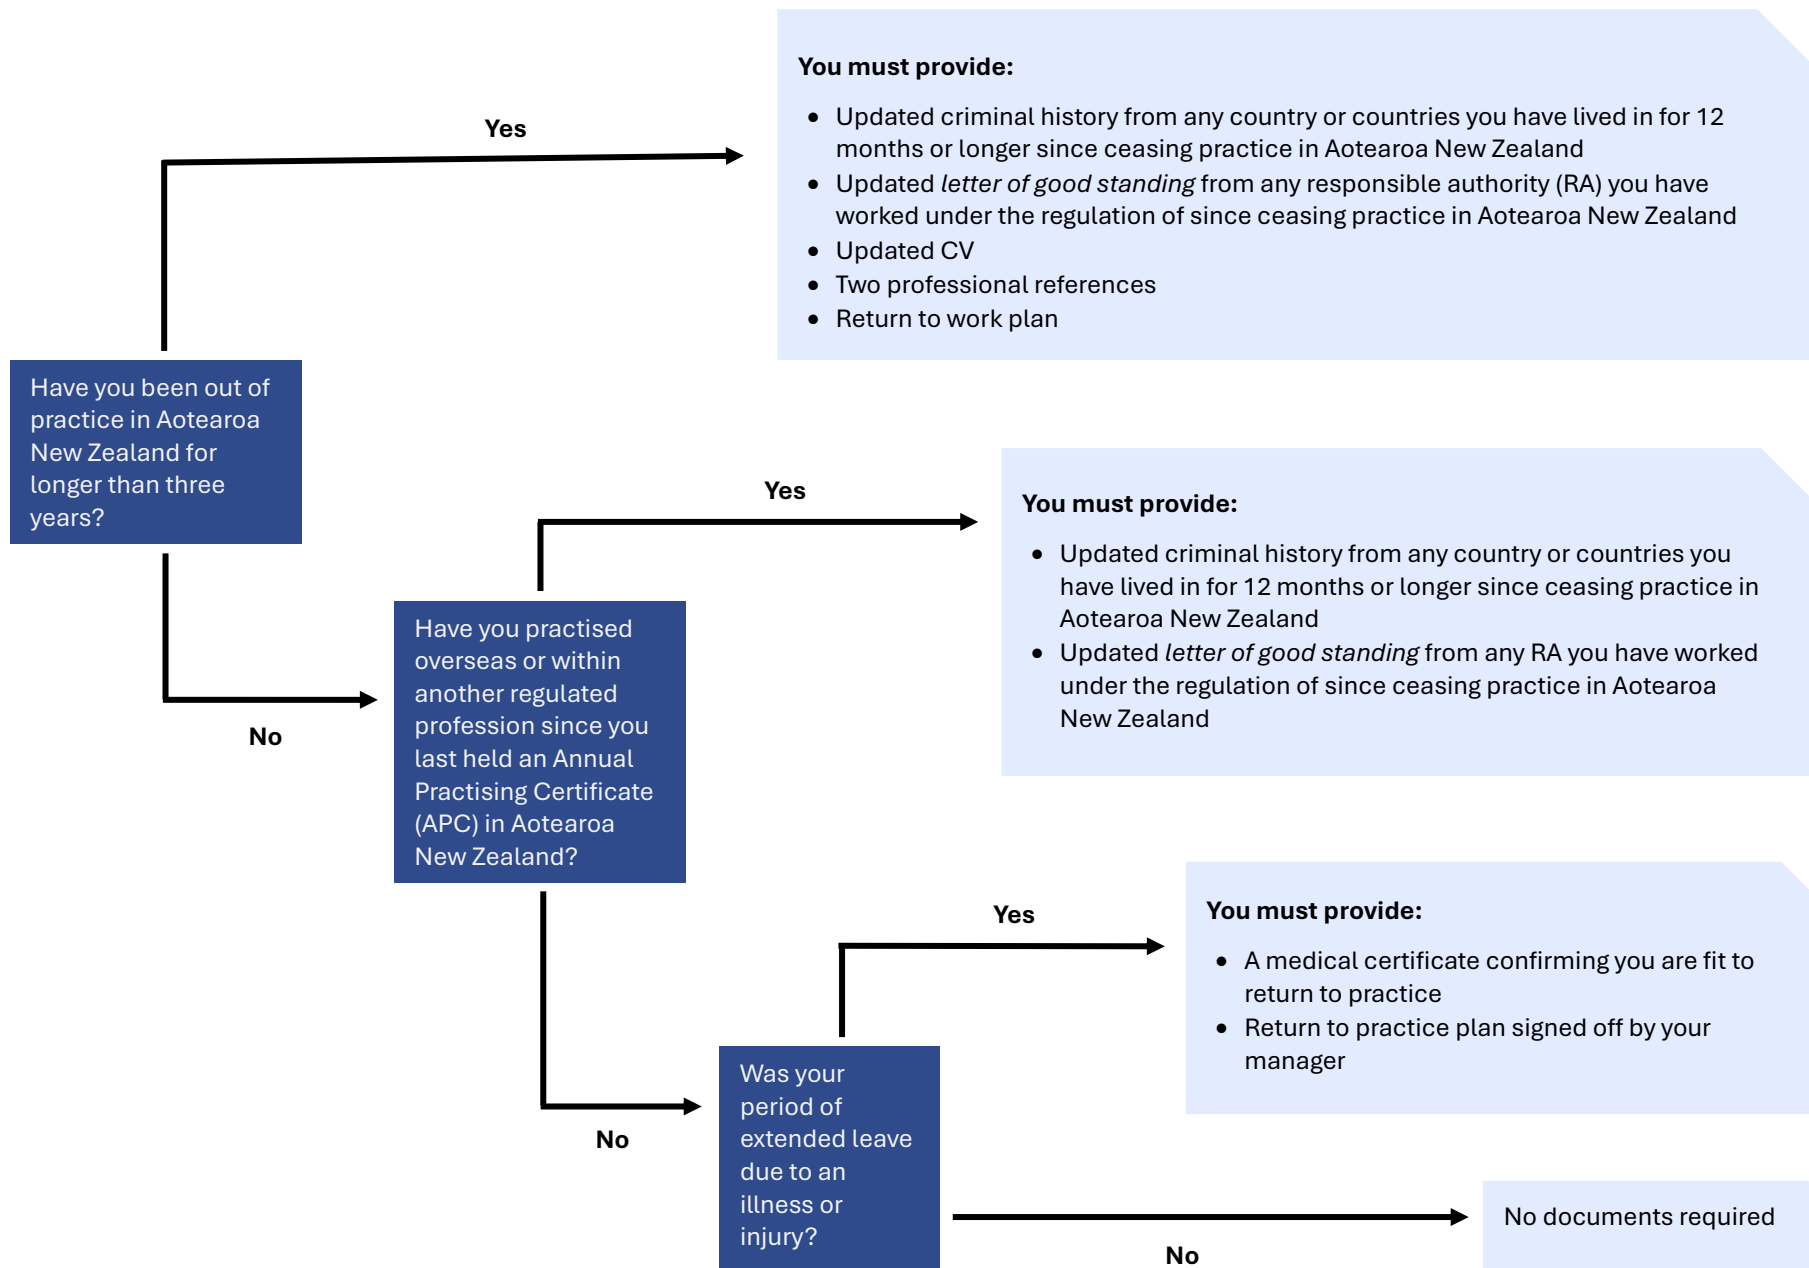 You must provide:
• Updated criminal history from any country or countries you have lived in for 12
months or longer since ceasing practice in Aotearoa New Zealand
• Updated letter of good standing from any responsible authority (RA) you have
worked under the regulation of since ceasing practice in Aotearoa New Zealand
• Updated CV
• Two professional references
• Return to work plan
Yes
Have you been out of
practice in Aotearoa
New Zealand for
longer than three
years?
No
Yes
You must provide:
• Updated criminal history from any country or countries you
have lived in for 12 months or longer since ceasing practice in
Aotearoa New Zealand
• Updated letter of good standing from any RA you have worked
under the regulation of since ceasing practice in Aotearoa
New Zealand
Have you practised
overseas or within
another regulated
profession since you
last held an Annual
Practising Certificate
(APC) in Aotearoa
New Zealand?
No
Yes
You must provide:
• A medical certificate confirming you are fit to
return to practice
• Return to practice plan signed off by your
manager
Was your
period of
extended leave
due to an
illness or
injury?
No
No documents required